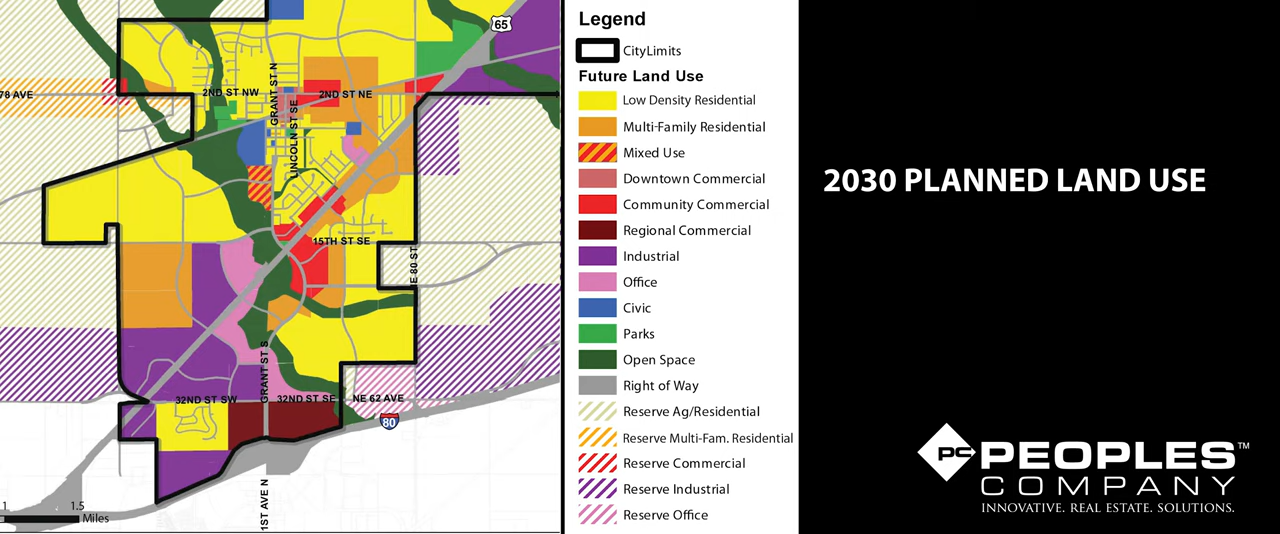 65
78 AVE
2ND ST NW
GRANT ST N
LINCOLN ST SE
2ND ST NE
15TH ST SE
NE 80 ST
GRANT ST S
32ND ST SW
32ND ST SE
NE 62 AVE
80
1ST AVE N
1
1.5
Miles
Legend
CityLimits
Future Land Use
Low Density Residential
Multi-Family Residential
Mixed Use
Downtown Commercial
Community Commercial
Regional Commercial
Industrial
Office
Civic
Parks
Open Space
Right of Way
Reserve Ag/Residential
Reserve Multi-Fam. Residential
Reserve Commercial
Reserve Industrial
Reserve Office
2030 PLANNED LAND USE
PC PEOPLES™
COMPANY
INNOVATIVE. REAL ESTATE. SOLUTIONS.